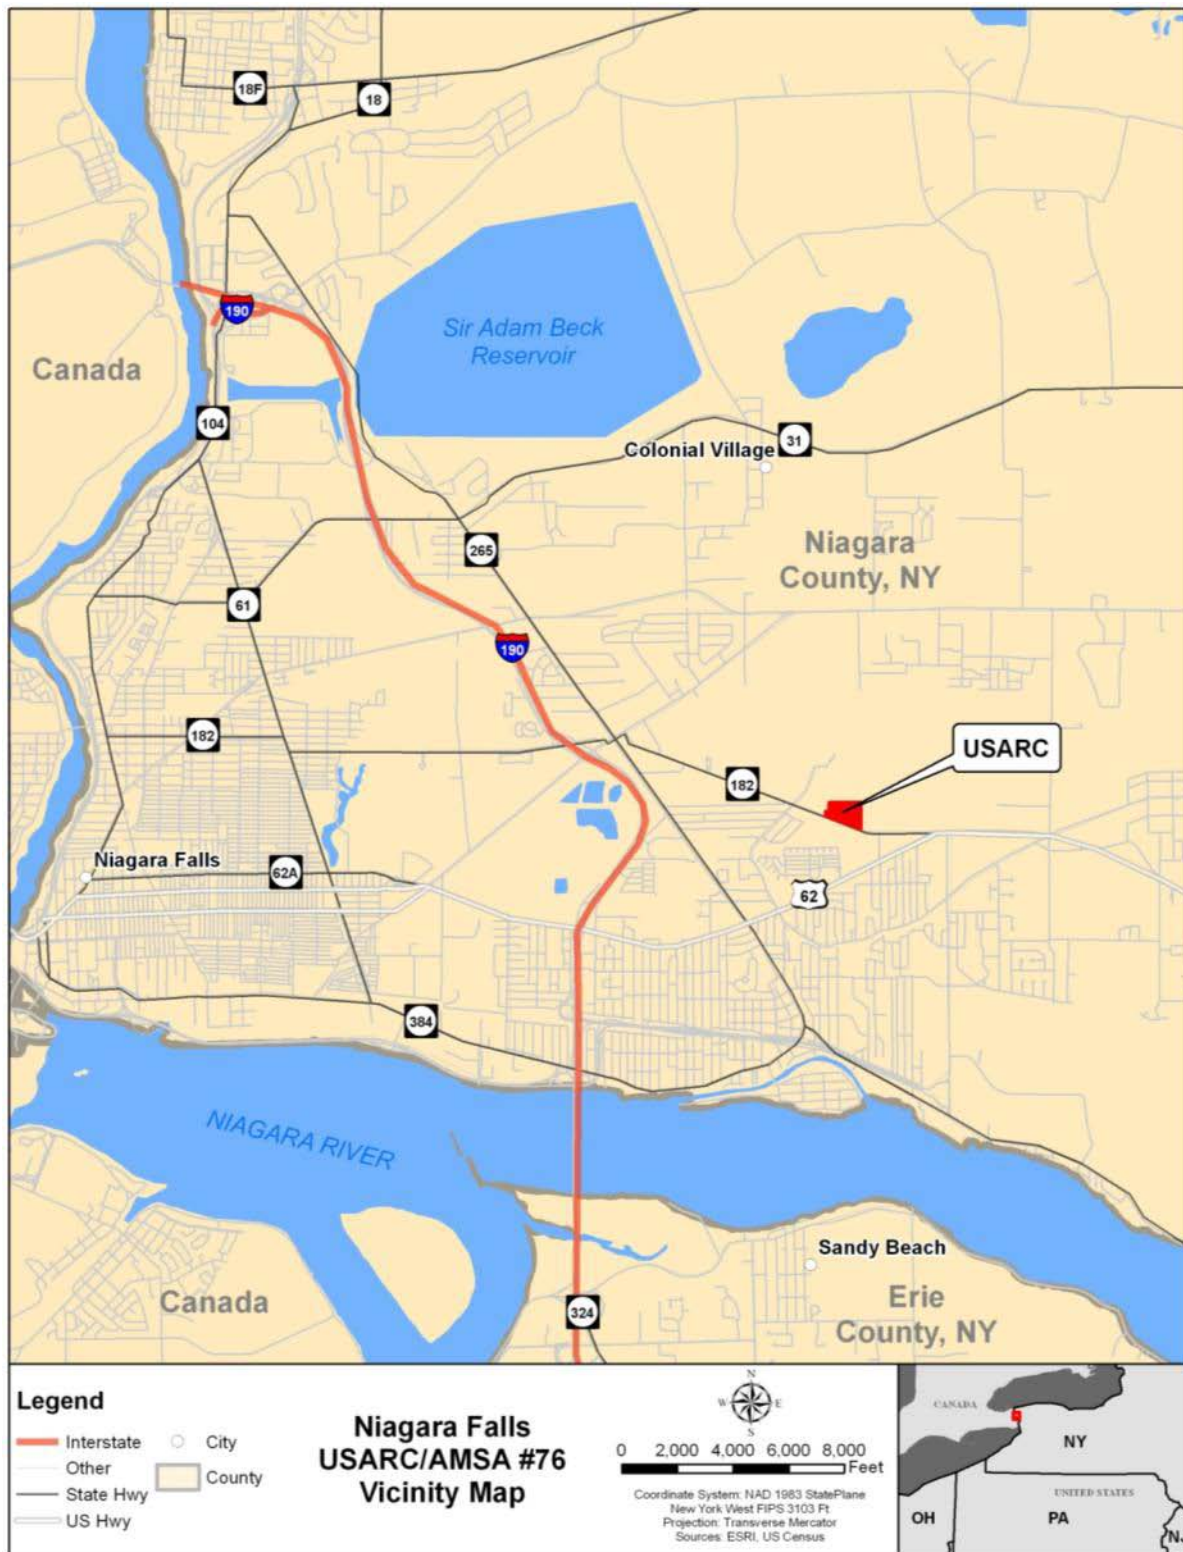 18F
18
190
Sir Adam Beck
Reservoir
Canada
104
31
Colonial Village
265
Niagara
County, NY
61
190
182
USARC
182
Niagara Falls
62A
62
384
NIAGARA RIVER
Sandy Beach
Canada
Erie
County, NY
324
Legend
Interstate
City
Other
County
State Hwy
US Hwy
Niagara Falls
USARC/AMSA #76
Vicinity Map
N
W
E
S
0 2,000 4,000 6,000 8,000
Feet
Coordinate System: NAD 1983 StatePlane
New York West FIPS 3103 Ft
Projection: Transverse Mercator
Sources: ESRI, US Census
CANADA
NY
UNITED STATES
OH
PA
NJ